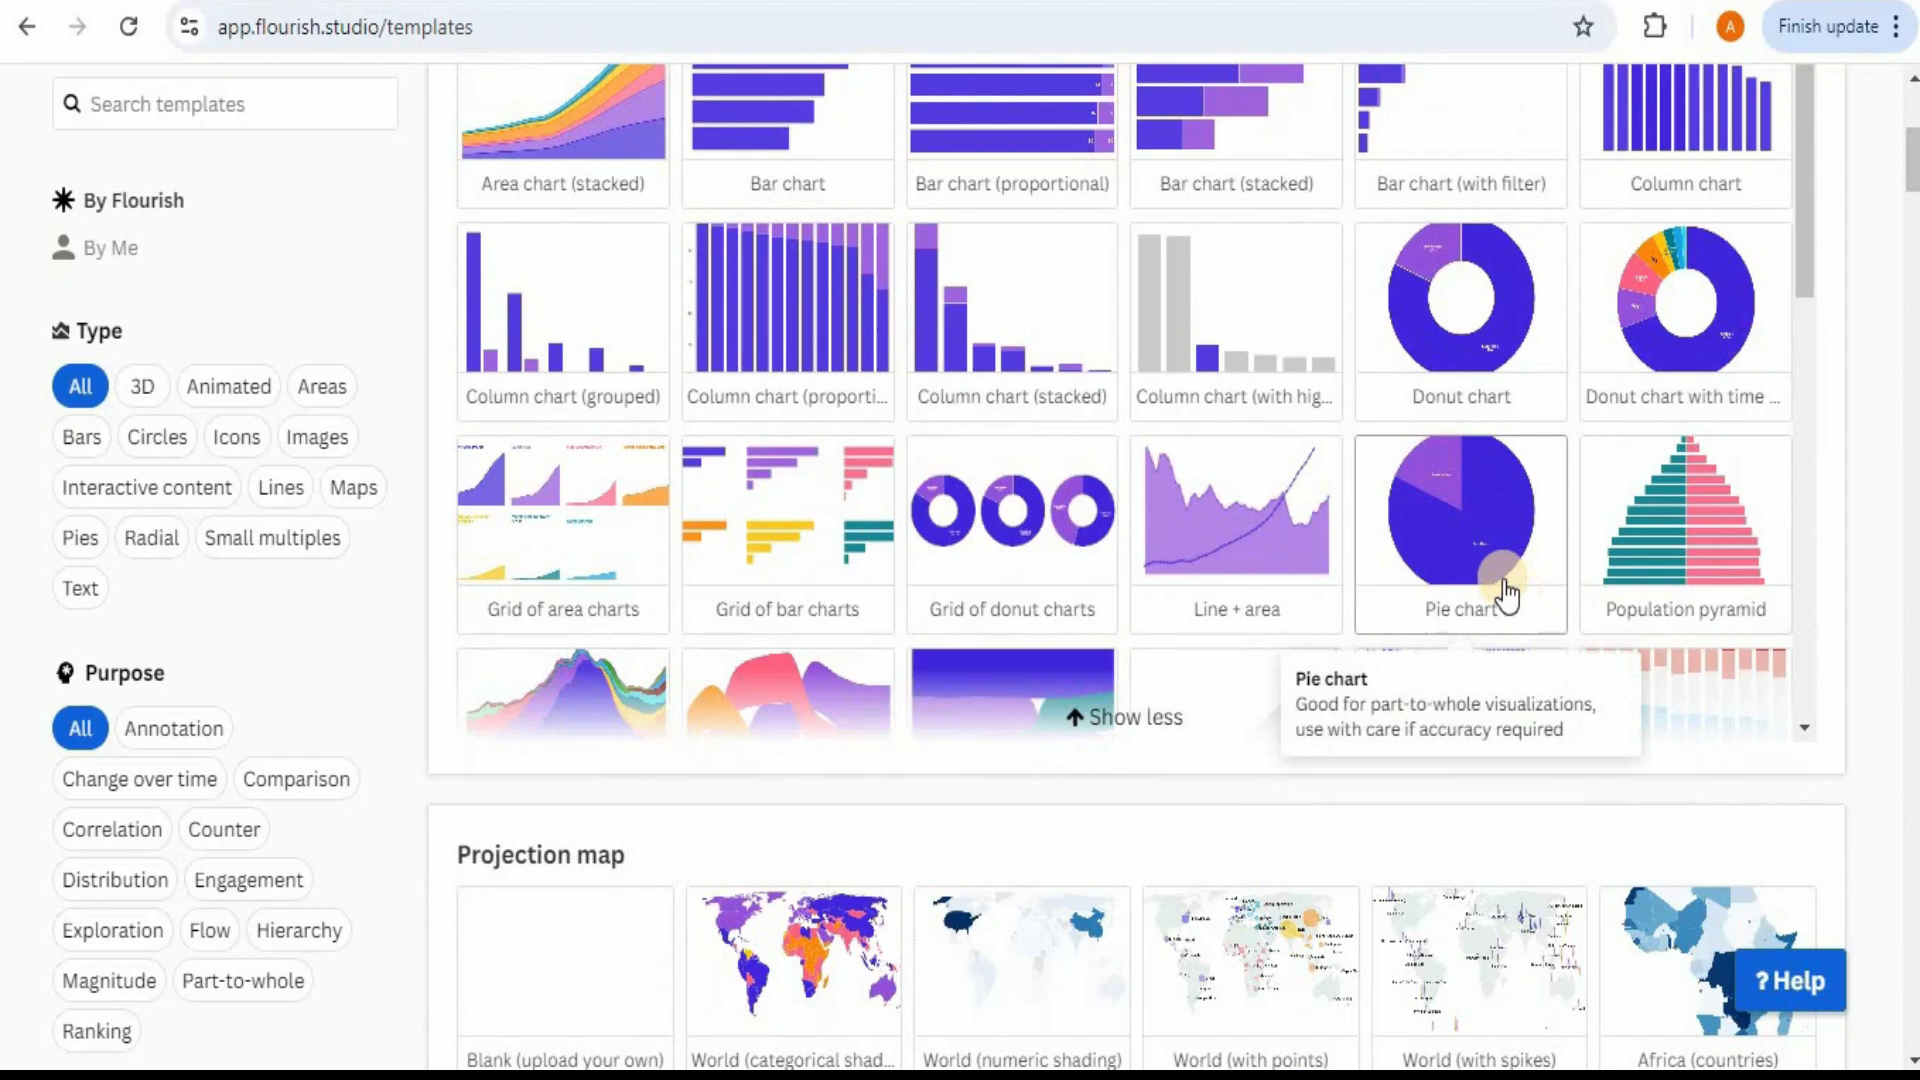 app.flourish.studio/templates
A
Finish update
Search templates
By Flourish
By Me
Type
All
3D
Animated
Areas
Bars
Circles
Icons
Images
Interactive content
Lines
Maps
Pies
Radial
Small multiples
Text
Purpose
All
Annotation
Change over time
Comparison
Correlation
Counter
Distribution
Engagement
Exploration
Flow
Hierarchy
Magnitude
Part-to-whole
Ranking
Area chart (stacked)
Bar chart
Bar chart (proportional)
Bar chart (stacked)
Bar chart (with filter)
Column chart
Column chart (grouped)
Column chart (proporti...
Column chart (stacked)
Column chart (with hig...
Donut chart
Donut chart with time ...
Grid of area charts
Grid of bar charts
Grid of donut charts
Line + area
Pie chart
Population pyramid
Show less
Pie chart
Good for part-to-whole visualizations,
use with care if accuracy required
Projection map
Blank (upload your own)
World (categorical shad...
World (numeric shading)
World (with points)
World (with spikes)
Africa (countries)
? Help